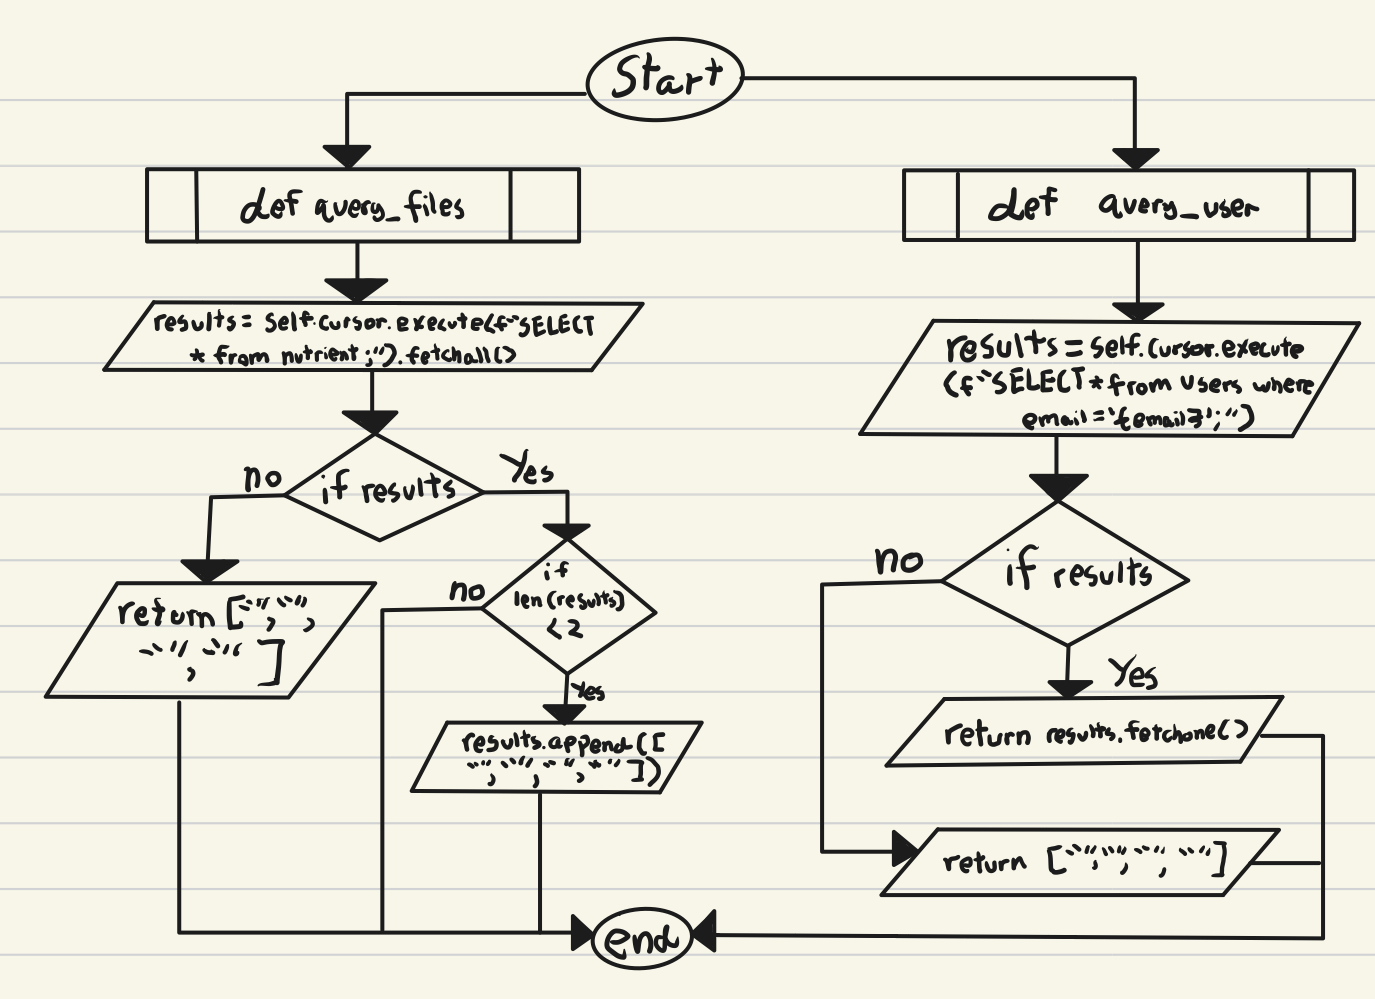 Start
def query_files
results = self.cursor.execute(f"SELECT
* from nutrient;").fetchall()
if results
no
Yes
return ["", "",
"", "" ]
if
len(results)
<2
no
Yes
results.append([
"", "", "", "" ])
def query_user
results = self.cursor.execute
(f"SELECT * from users where
email = '{email}';")
if results
no
Yes
return results.fetchone()
return ["","","",""]
end